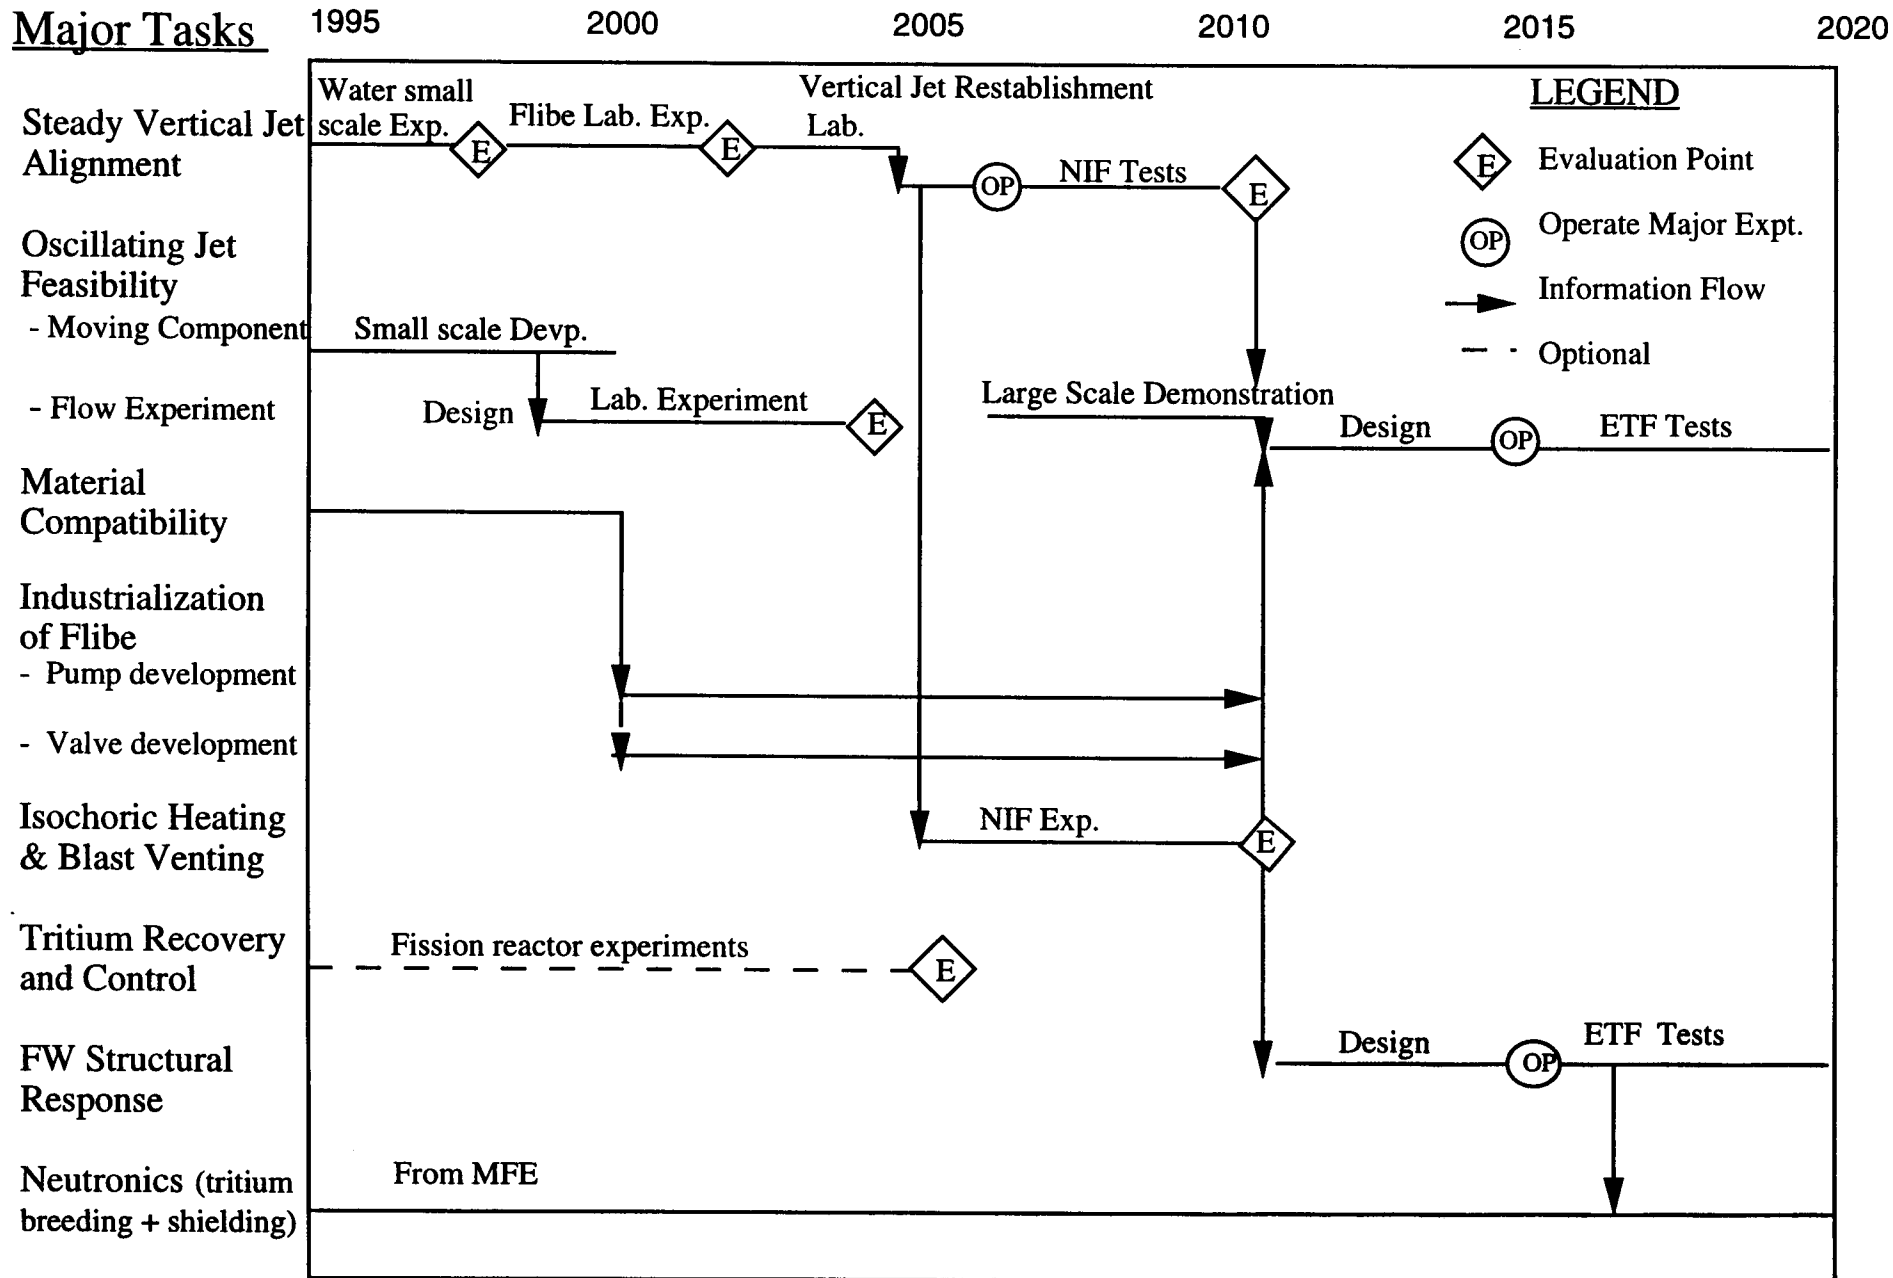 Major Tasks
1995 2000 2005 2010 2015 2020
Steady Vertical Jet
Alignment
Water small
scale Exp.
E
Flibe Lab. Exp.
E
Vertical Jet Restablishment
Lab.
OP
NIF Tests
E
LEGEND
E Evaluation Point
OP Operate Major Expt.
Information Flow
Optional
Oscillating Jet
Feasibility
- Moving Component
Small scale Devp.
- Flow Experiment
Design
Lab. Experiment
E
Large Scale Demonstration
Design
OP
ETF Tests
Material
Compatibility
Industrialization
of Flibe
- Pump development
- Valve development
Isochoric Heating
& Blast Venting
NIF Exp.
E
Tritium Recovery
and Control
Fission reactor experiments
E
FW Structural
Response
Design
OP
ETF Tests
Neutronics (tritium
breeding + shielding)
From MFE